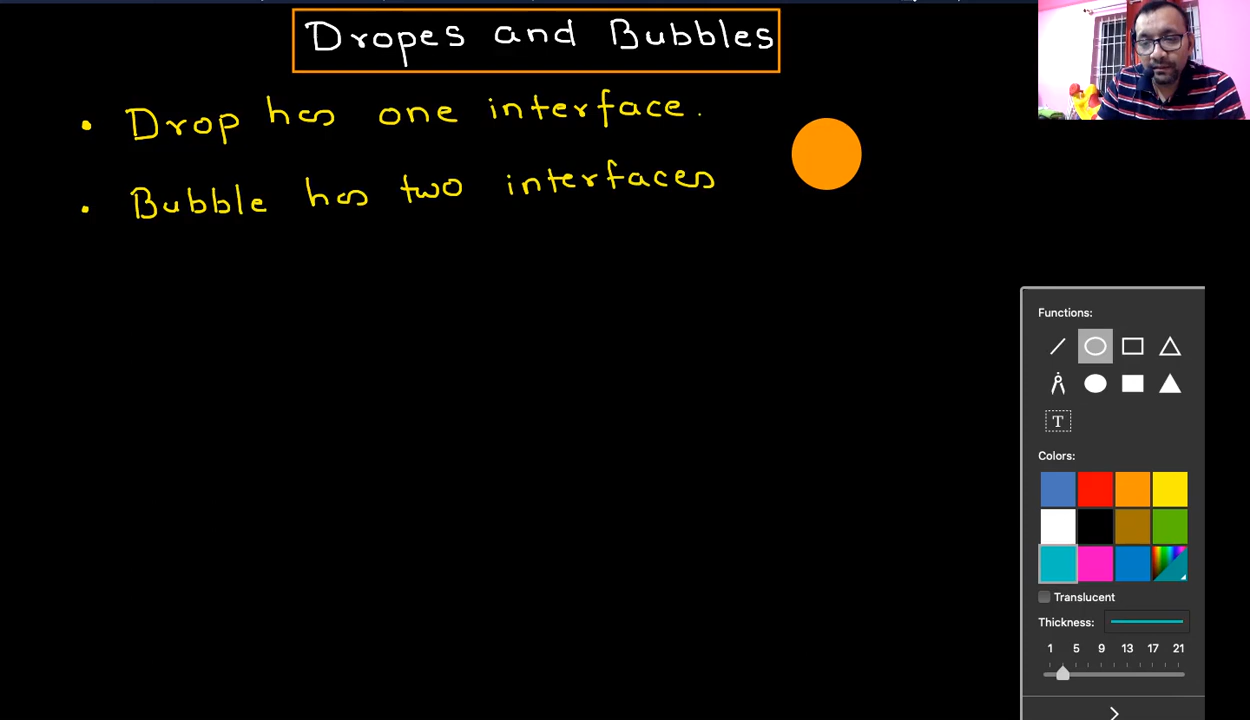 Dropes and Bubbles
• Drop has one interface.
• Bubble has two interfaces
Functions:
T
Colors:
Translucent
Thickness:
1 5 9 13 17 21